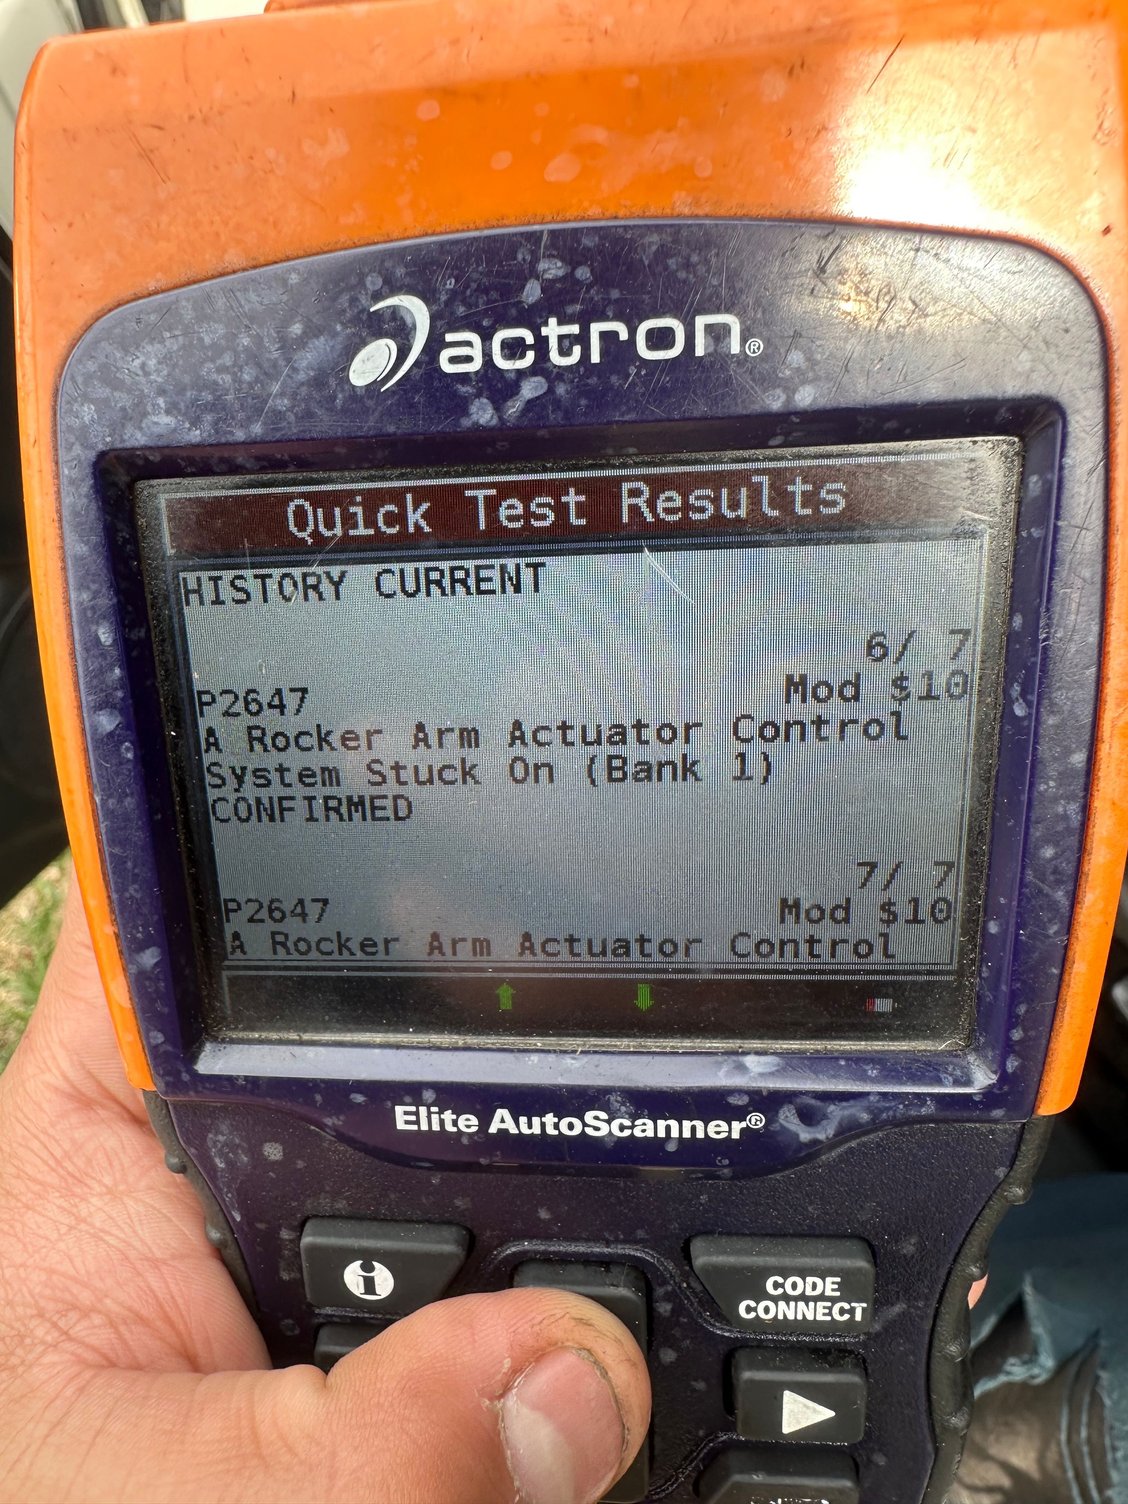 actron®
Quick Test Results
HISTORY CURRENT
6/ 7
P2647 Mod $10
A Rocker Arm Actuator Control
System Stuck On (Bank 1)
CONFIRMED
7/ 7
P2647 Mod $10
A Rocker Arm Actuator Control
Elite AutoScanner®
i
CODE
CONNECT